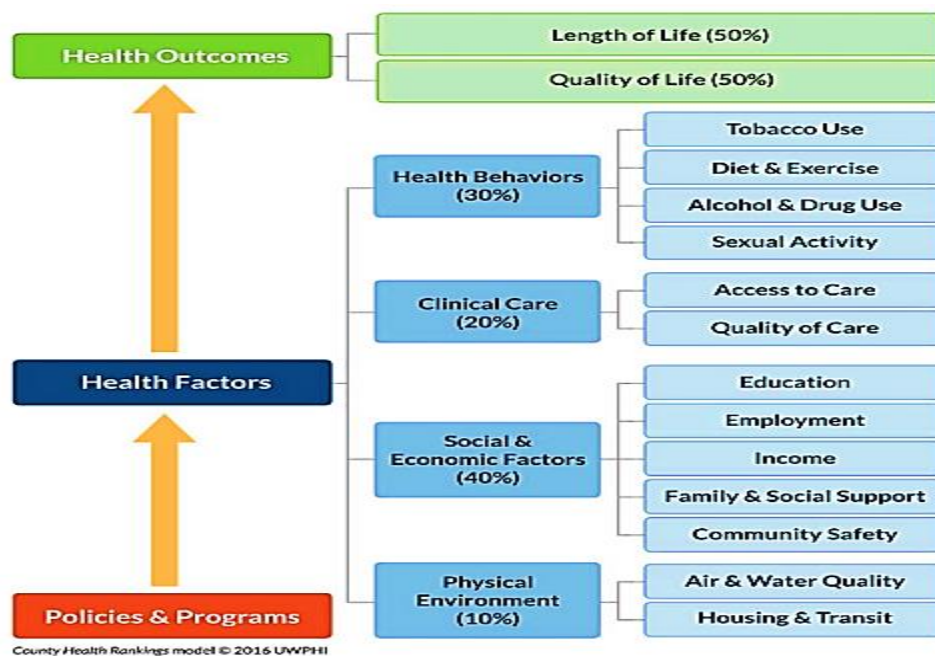 Health Outcomes
Length of Life (50%)
Quality of Life (50%)
Health Behaviors
(30%)
Tobacco Use
Diet & Exercise
Alcohol & Drug Use
Sexual Activity
Clinical Care
(20%)
Access to Care
Quality of Care
Health Factors
Social &
Economic Factors
(40%)
Education
Employment
Income
Family & Social Support
Community Safety
Physical
Environment
(10%)
Air & Water Quality
Housing & Transit
Policies & Programs
County Health Rankings model © 2016 UWPHI